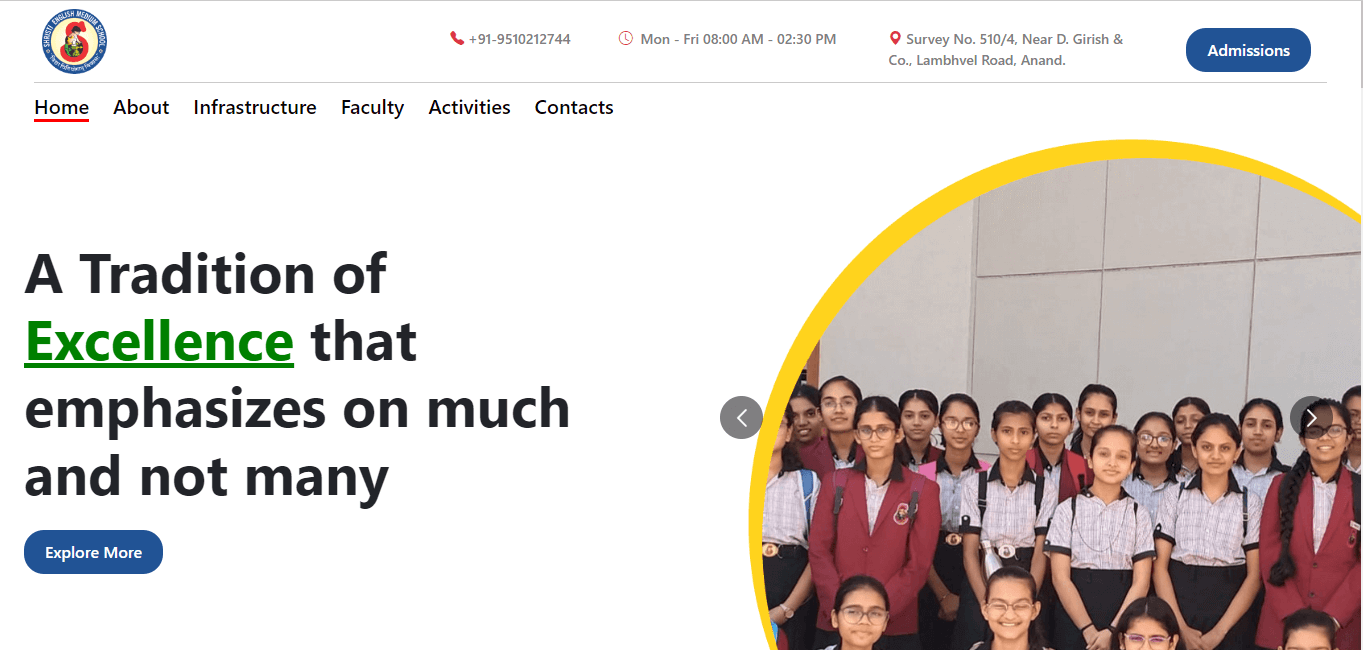 SHRISTI ENGLISH MEDIUM SCHOOL
+91-9510212744
Mon - Fri 08:00 AM - 02:30 PM
Survey No. 510/4, Near D. Girish &
Co., Lambhvel Road, Anand.
Admissions
Home About Infrastructure Faculty Activities Contacts
A Tradition of
Excellence that
emphasizes on much
and not many
Explore More